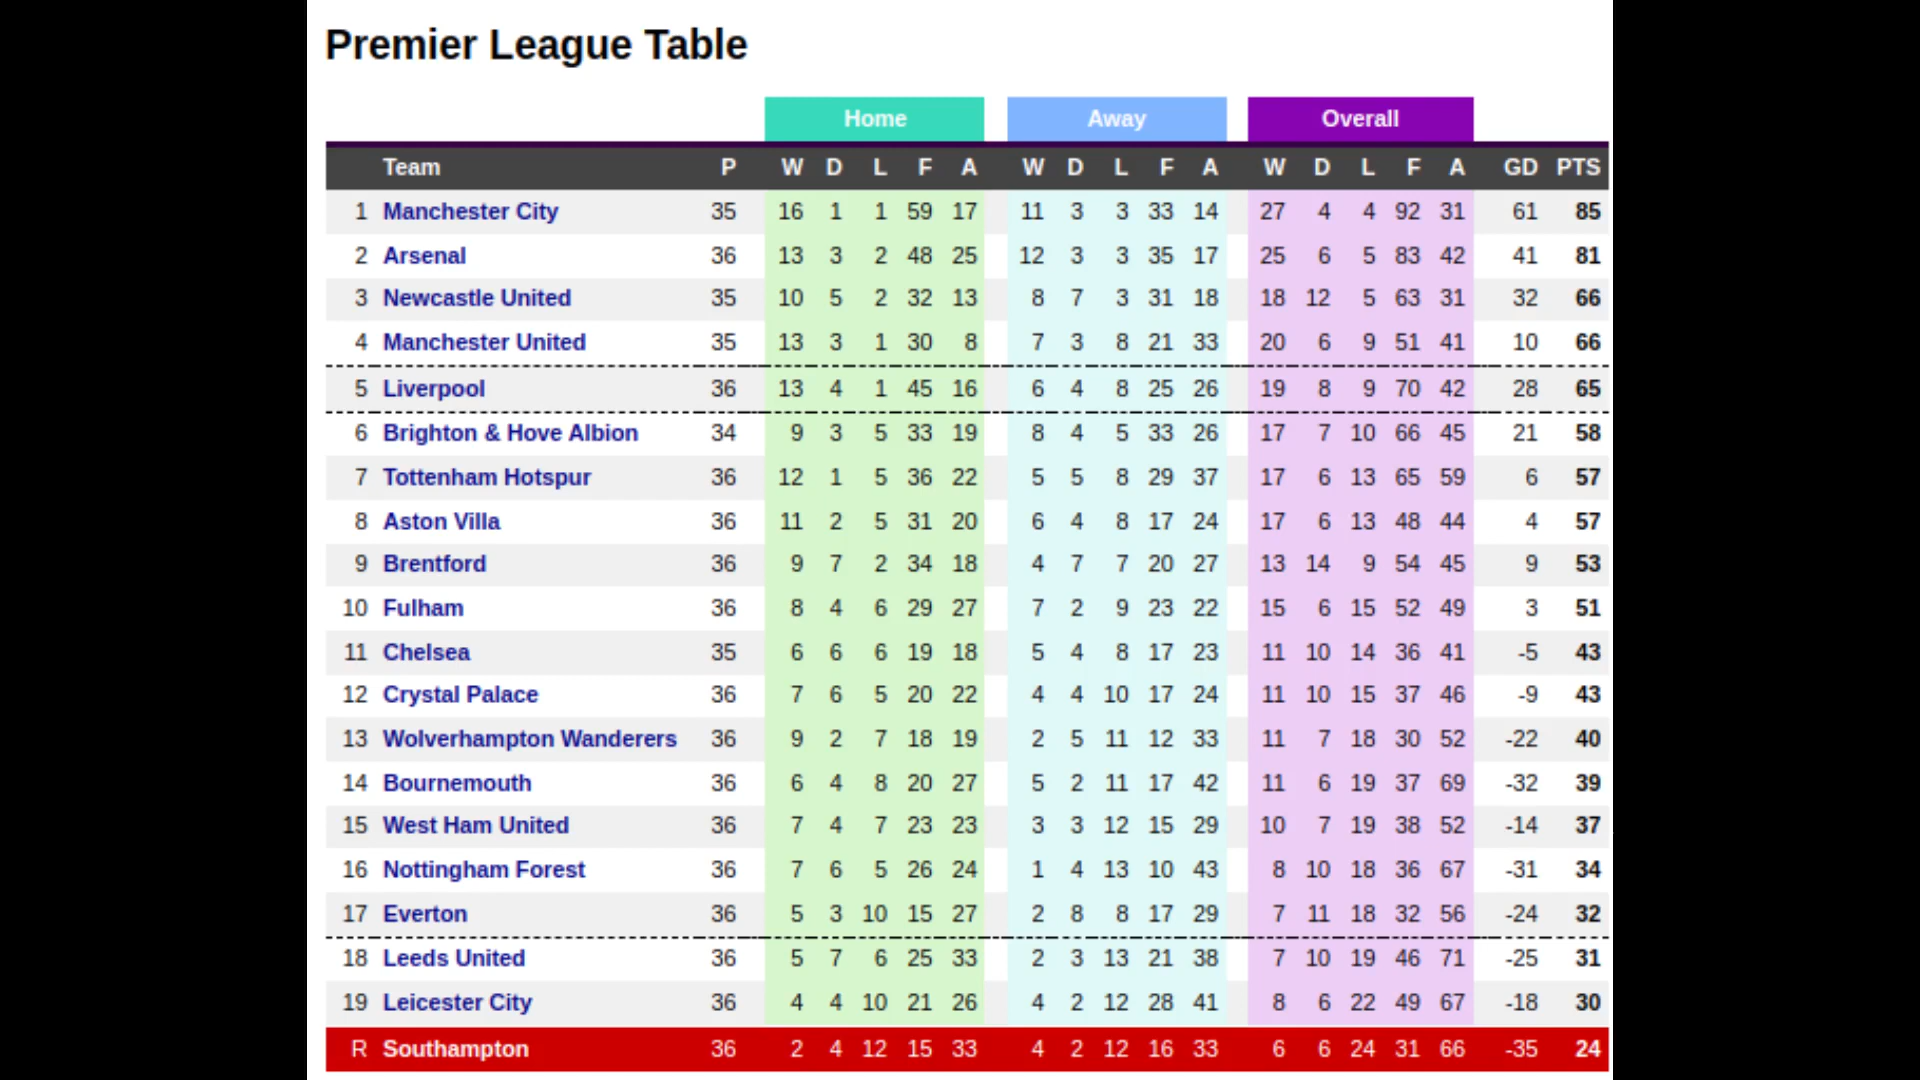 Premier League Table
Home Away Overall
Team P W D L F A W D L F A W D L F A GD PTS
1 Manchester City 35 16 1 1 59 17 11 3 3 33 14 27 4 4 92 31 61 85
2 Arsenal 36 13 3 2 48 25 12 3 3 35 17 25 6 5 83 42 41 81
3 Newcastle United 35 10 5 2 32 13 8 7 3 31 18 18 12 5 63 31 32 66
4 Manchester United 35 13 3 1 30 8 7 3 8 21 33 20 6 9 51 41 10 66
5 Liverpool 36 13 4 1 45 16 6 4 8 25 26 19 8 9 70 42 28 65
6 Brighton & Hove Albion 34 9 3 5 33 19 8 4 5 33 26 17 7 10 66 45 21 58
7 Tottenham Hotspur 36 12 1 5 36 22 5 5 8 29 37 17 6 13 65 59 6 57
8 Aston Villa 36 11 2 5 31 20 6 4 8 17 24 17 6 13 48 44 4 57
9 Brentford 36 9 7 2 34 18 4 7 7 20 27 13 14 9 54 45 9 53
10 Fulham 36 8 4 6 29 27 7 2 9 23 22 15 6 15 52 49 3 51
11 Chelsea 35 6 6 6 19 18 5 4 8 17 23 11 10 14 36 41 -5 43
12 Crystal Palace 36 7 6 5 20 22 4 4 10 17 24 11 10 15 37 46 -9 43
13 Wolverhampton Wanderers 36 9 2 7 18 19 2 5 11 12 33 11 7 18 30 52 -22 40
14 Bournemouth 36 6 4 8 20 27 5 2 11 17 42 11 6 19 37 69 -32 39
15 West Ham United 36 7 4 7 23 23 3 3 12 15 29 10 7 19 38 52 -14 37
16 Nottingham Forest 36 7 6 5 26 24 1 4 13 10 43 8 10 18 36 67 -31 34
17 Everton 36 5 3 10 15 27 2 8 8 17 29 7 11 18 32 56 -24 32
18 Leeds United 36 5 7 6 25 33 2 3 13 21 38 7 10 19 46 71 -25 31
19 Leicester City 36 4 4 10 21 26 4 2 12 28 41 8 6 22 49 67 -18 30
R Southampton 36 2 4 12 15 33 4 2 12 16 33 6 6 24 31 66 -35 24